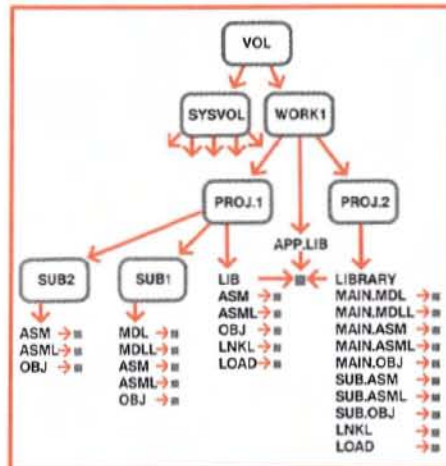 VOL
SYSVOL
WORK1
PROJ.1
PROJ.2
APP.LIB
SUB2
SUB1
ASM
ASML
OBJ
MDL
MDLL
ASM
ASML
OBJ
LIB
ASM
ASML
OBJ
LNKL
LOAD
LIBRARY
MAIN.MDL
MAIN.MDLL
MAIN.ASM
MAIN.ASML
MAIN.OBJ
SUB.ASM
SUB.ASML
SUB.OBJ
LNKL
LOAD